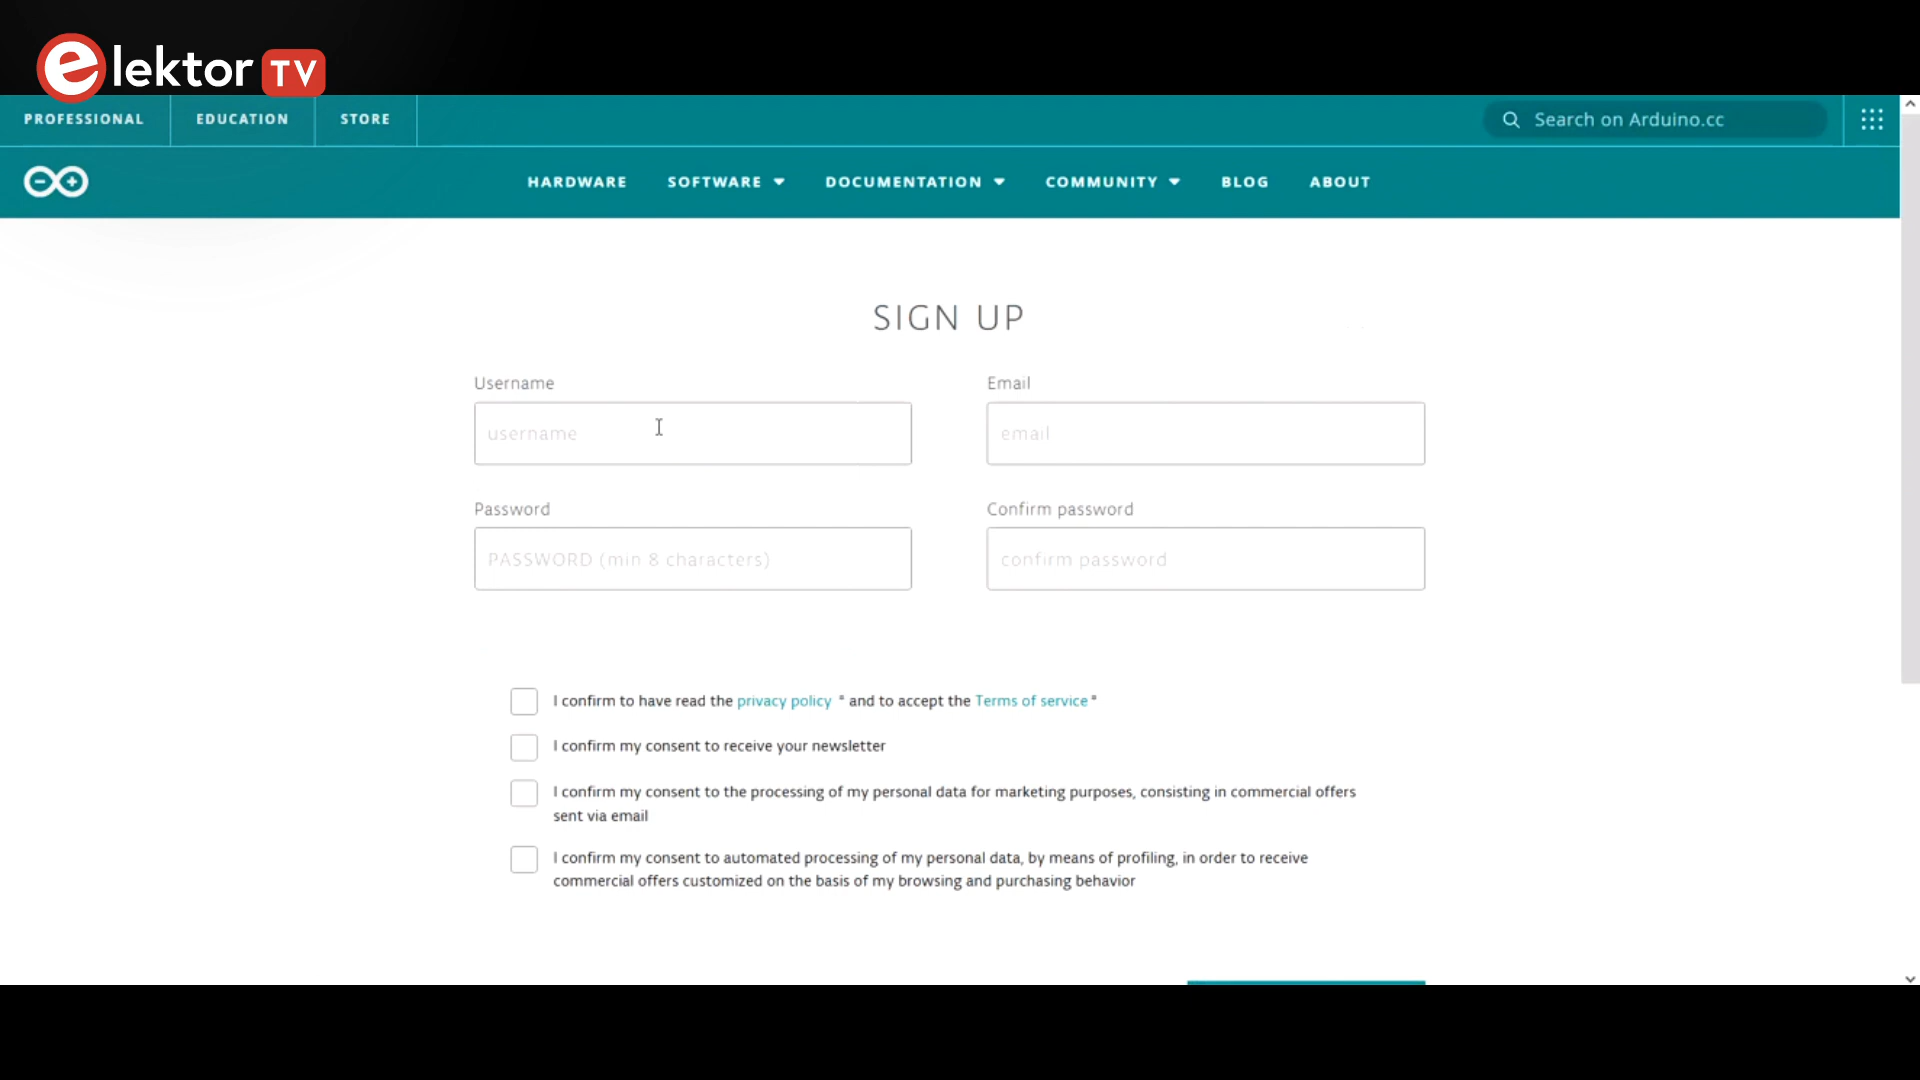 elektor TV
PROFESSIONAL EDUCATION STORE Search on Arduino.cc
HARDWARE SOFTWARE DOCUMENTATION COMMUNITY BLOG ABOUT
SIGN UP
Username Email
username email
Password Confirm password
PASSWORD (min 8 characters) confirm password
I confirm to have read the privacy policy * and to accept the Terms of service *
I confirm my consent to receive your newsletter
I confirm my consent to the processing of my personal data for marketing purposes, consisting in commercial offers
sent via email
I confirm my consent to automated processing of my personal data, by means of profiling, in order to receive
commercial offers customized on the basis of my browsing and purchasing behavior